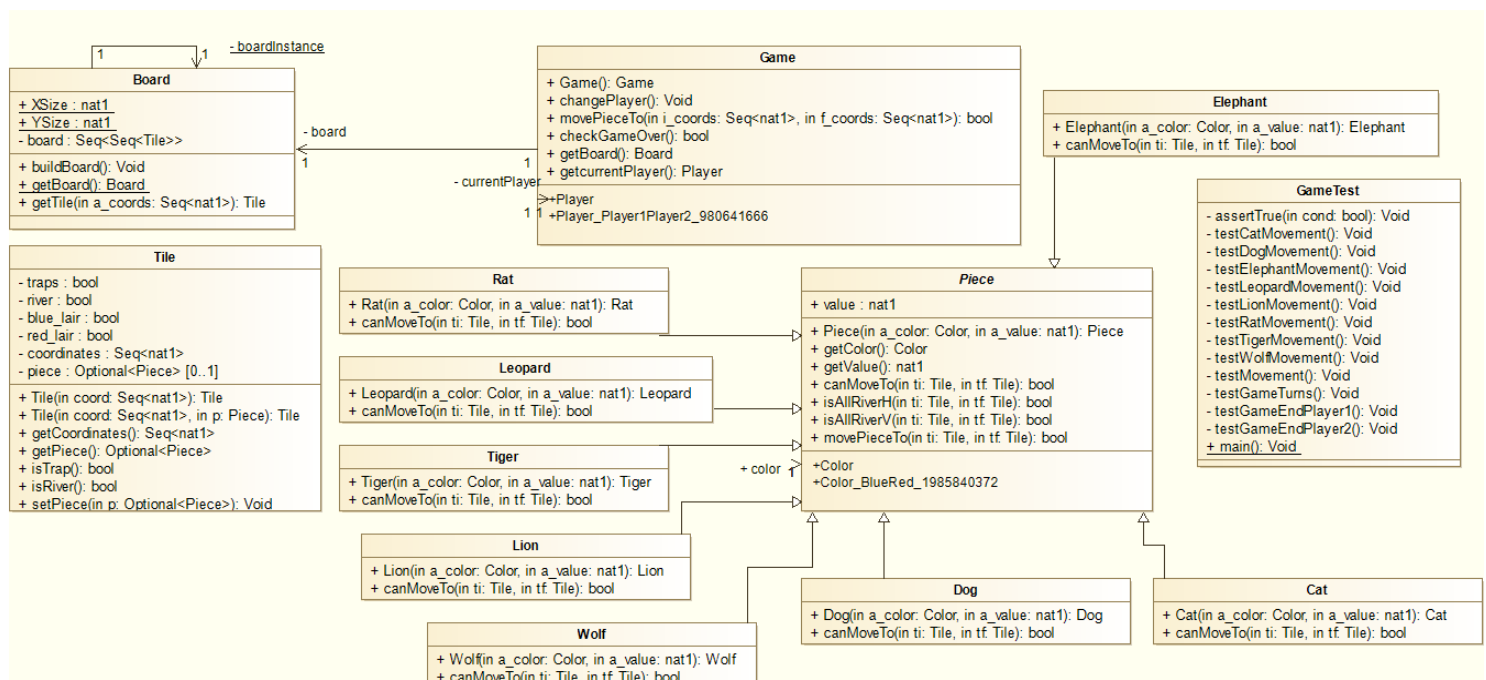 - boardInstance
1
1
Board
+ XSize : nat1
+ YSize : nat1
- board : Seq<Seq<Tile>>
+ buildBoard(): Void
+ getBoard(): Board
+ getTile(in a_coords: Seq<nat1>): Tile
- board
1
1
Game
+ Game(): Game
+ changePlayer(): Void
+ movePieceTo(in i_coords: Seq<nat1>, in f_coords: Seq<nat1>): bool
+ checkGameOver(): bool
+ getBoard(): Board
+ getcurrentPlayer(): Player
- currentPlayer
1
1
+Player
+Player_Player1Player2_980641666
Elephant
+ Elephant(in a_color: Color, in a_value: nat1): Elephant
+ canMoveTo(in ti: Tile, in tf: Tile): bool
GameTest
- assertTrue(in cond: bool): Void
- testCatMovement(): Void
- testDogMovement(): Void
- testElephantMovement(): Void
- testLeopardMovement(): Void
- testLionMovement(): Void
- testRatMovement(): Void
- testTigerMovement(): Void
- testWolfMovement(): Void
- testMovement(): Void
- testGameTurns(): Void
- testGameEndPlayer1(): Void
- testGameEndPlayer2(): Void
+ main(): Void
Tile
- traps : bool
- river : bool
- blue_lair : bool
- red_lair : bool
- coordinates : Seq<nat1>
- piece : Optional<Piece> [0..1]
+ Tile(in coord: Seq<nat1>): Tile
+ Tile(in coord: Seq<nat1>, in p: Piece): Tile
+ getCoordinates(): Seq<nat1>
+ getPiece(): Optional<Piece>
+ isTrap(): bool
+ isRiver(): bool
+ setPiece(in p: Optional<Piece>): Void
Rat
+ Rat(in a_color: Color, in a_value: nat1): Rat
+ canMoveTo(in ti: Tile, in tf: Tile): bool
Leopard
+ Leopard(in a_color: Color, in a_value: nat1): Leopard
+ canMoveTo(in ti: Tile, in tf: Tile): bool
Tiger
+ Tiger(in a_color: Color, in a_value: nat1): Tiger
+ canMoveTo(in ti: Tile, in tf: Tile): bool
Piece
+ value : nat1
+ Piece(in a_color: Color, in a_value: nat1): Piece
+ getColor(): Color
+ getValue(): nat1
+ canMoveTo(in ti: Tile, in tf: Tile): bool
+ isAllRiverH(in ti: Tile, in tf: Tile): bool
+ isAllRiverV(in ti: Tile, in tf: Tile): bool
+ movePieceTo(in ti: Tile, in tf: Tile): bool
+ color
1
+Color
+Color_BlueRed_1985840372
Lion
+ Lion(in a_color: Color, in a_value: nat1): Lion
+ canMoveTo(in ti: Tile, in tf: Tile): bool
Wolf
+ Wolf(in a_color: Color, in a_value: nat1): Wolf
+ canMoveTo(in ti: Tile, in tf: Tile): bool
Dog
+ Dog(in a_color: Color, in a_value: nat1): Dog
+ canMoveTo(in ti: Tile, in tf: Tile): bool
Cat
+ Cat(in a_color: Color, in a_value: nat1): Cat
+ canMoveTo(in ti: Tile, in tf: Tile): bool